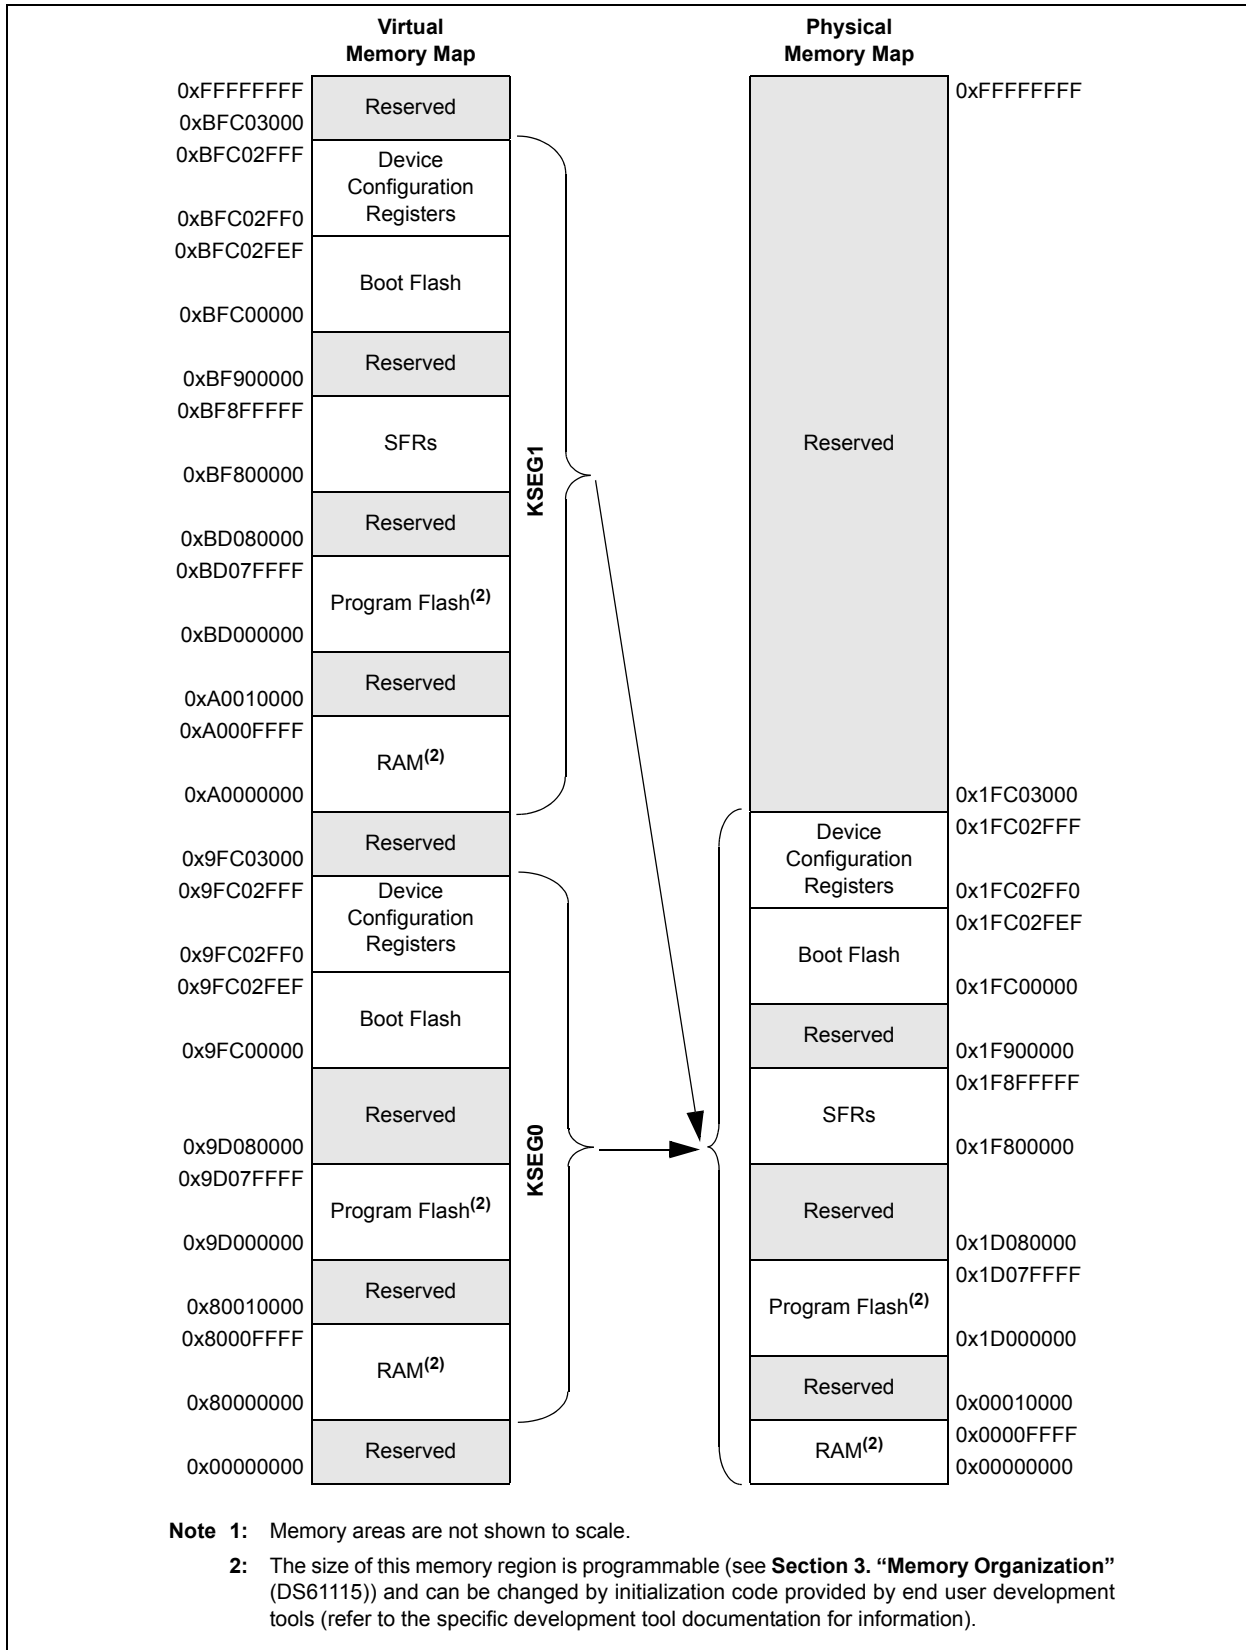 Virtual
Memory Map
0xFFFFFFFF
Reserved
0xBFC03000
0xBFC02FFF
Device
Configuration
Registers
0xBFC02FF0
0xBFC02FEF
Boot Flash
0xBFC00000
Reserved
0xBF900000
0xBF8FFFFF
SFRs
0xBF800000
Reserved
0xBD080000
0xBD07FFFF
Program Flash(2)
0xBD000000
Reserved
0xA0010000
0xA000FFFF
RAM(2)
0xA0000000
KSEG1
Reserved
0x9FC03000
0x9FC02FFF
Device
Configuration
Registers
0x9FC02FF0
0x9FC02FEF
Boot Flash
0x9FC00000
Reserved
0x9D080000
0x9D07FFFF
Program Flash(2)
0x9D000000
Reserved
0x80010000
0x8000FFFF
RAM(2)
0x80000000
KSEG0
Reserved
0x00000000
Physical
Memory Map
0xFFFFFFFF
Reserved
0x1FC03000
0x1FC02FFF
Device
Configuration
Registers
0x1FC02FF0
0x1FC02FEF
Boot Flash
0x1FC00000
Reserved
0x1F900000
0x1F8FFFFF
SFRs
0x1F800000
Reserved
0x1D080000
0x1D07FFFF
Program Flash(2)
0x1D000000
Reserved
0x00010000
0x0000FFFF
RAM(2)
0x00000000
Note 1: Memory areas are not shown to scale.
2: The size of this memory region is programmable (see Section 3. “Memory Organization”
(DS61115)) and can be changed by initialization code provided by end user development
tools (refer to the specific development tool documentation for information).